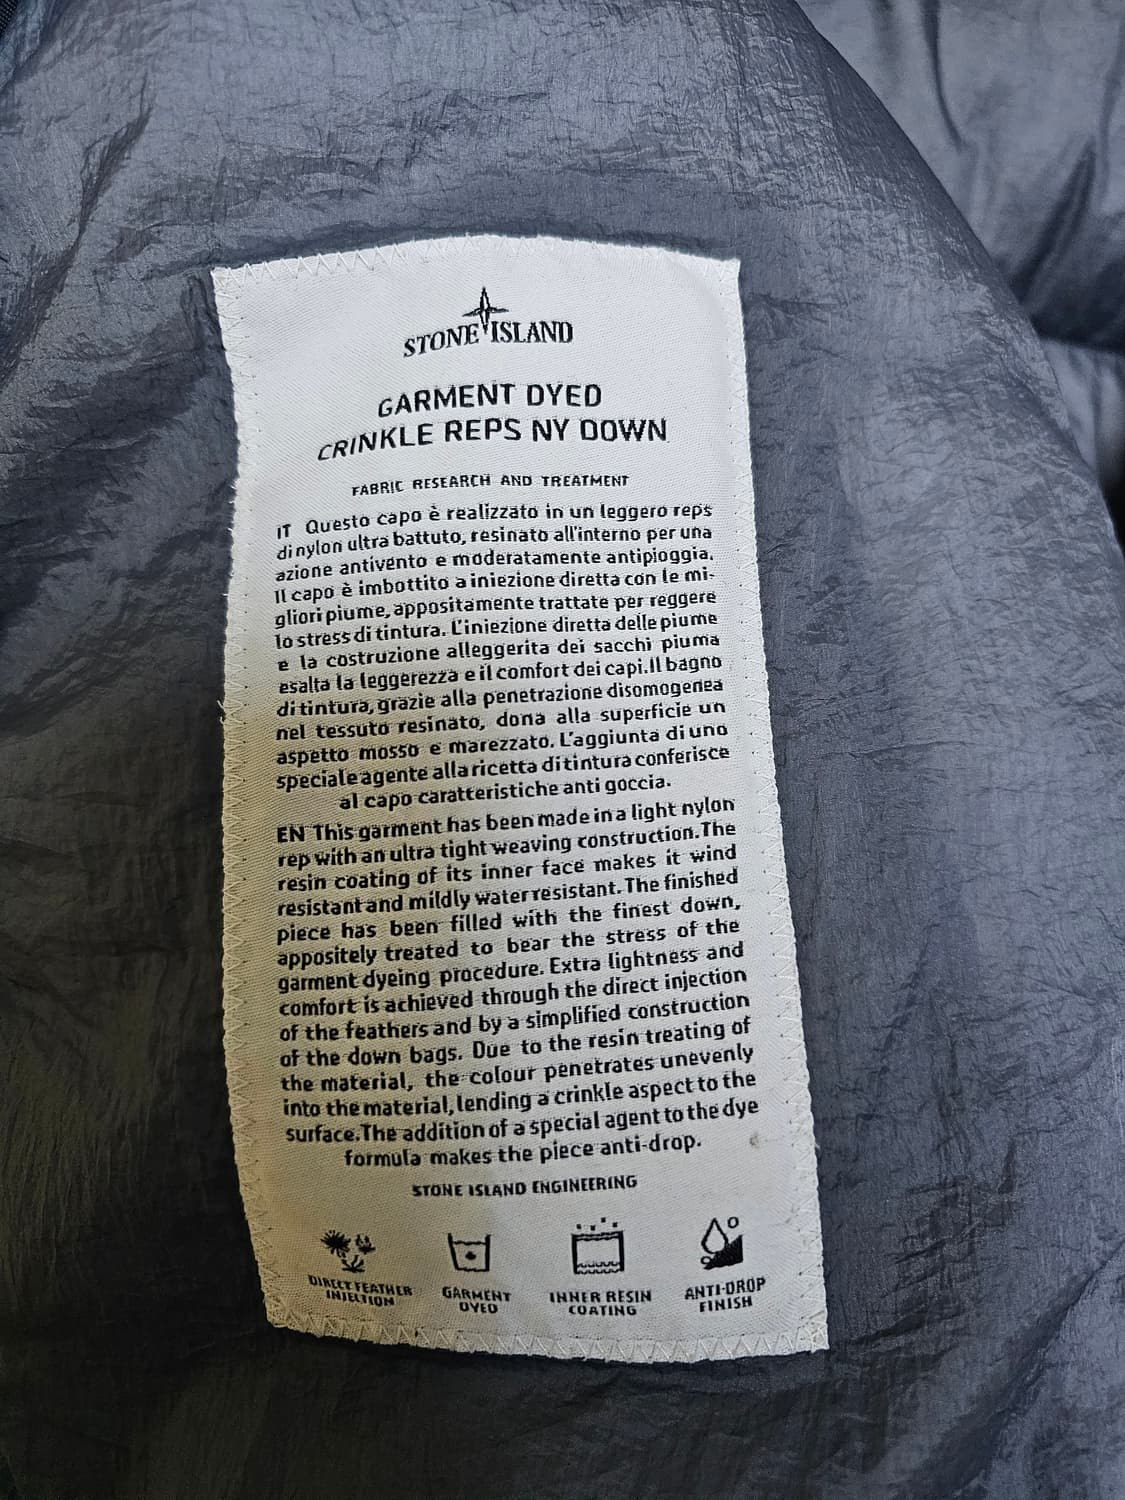 STONE ISLAND
GARMENT DYED
CRINKLE REPS NY DOWN
FABRIC RESEARCH AND TREATMENT
IT Questo capo è realizzato in un leggero reps
di nylon ultra battuto, resinato all'interno per una
azione antivento e moderatamente antipioggia.
Il capo è imbottito a iniezione diretta con le mi-
gliori piume, appositamente trattate per reggere
lo stress di tintura. L'iniezione diretta delle piume
e la costruzione alleggerita dei sacchi piuma
esalta la leggerezza e il comfort dei capi. Il bagno
di tintura, grazie alla penetrazione disomogenea
nel tessuto resinato, dona alla superficie un
aspetto mosso e marezzato. L'aggiunta di uno
speciale agente alla ricetta di tintura conferisce
al capo caratteristiche anti goccia.
EN This garment has been made in a light nylon
rep with an ultra tight weaving construction. The
resin coating of its inner face makes it wind
resistant and mildly water resistant. The finished
piece has been filled with the finest down,
appositely treated to bear the stress of the
garment dyeing procedure. Extra lightness and
comfort is achieved through the direct injection
of the feathers and by a simplified construction
of the down bags. Due to the resin treating of
the material, the colour penetrates unevenly
into the material, lending a crinkle aspect to the
surface. The addition of a special agent to the dye
formula makes the piece anti-drop.
STONE ISLAND ENGINEERING
DIRECT FEATHER
INJECTION
GARMENT
DYED
INNER RESIN
COATING
ANTI-DROP
FINISH